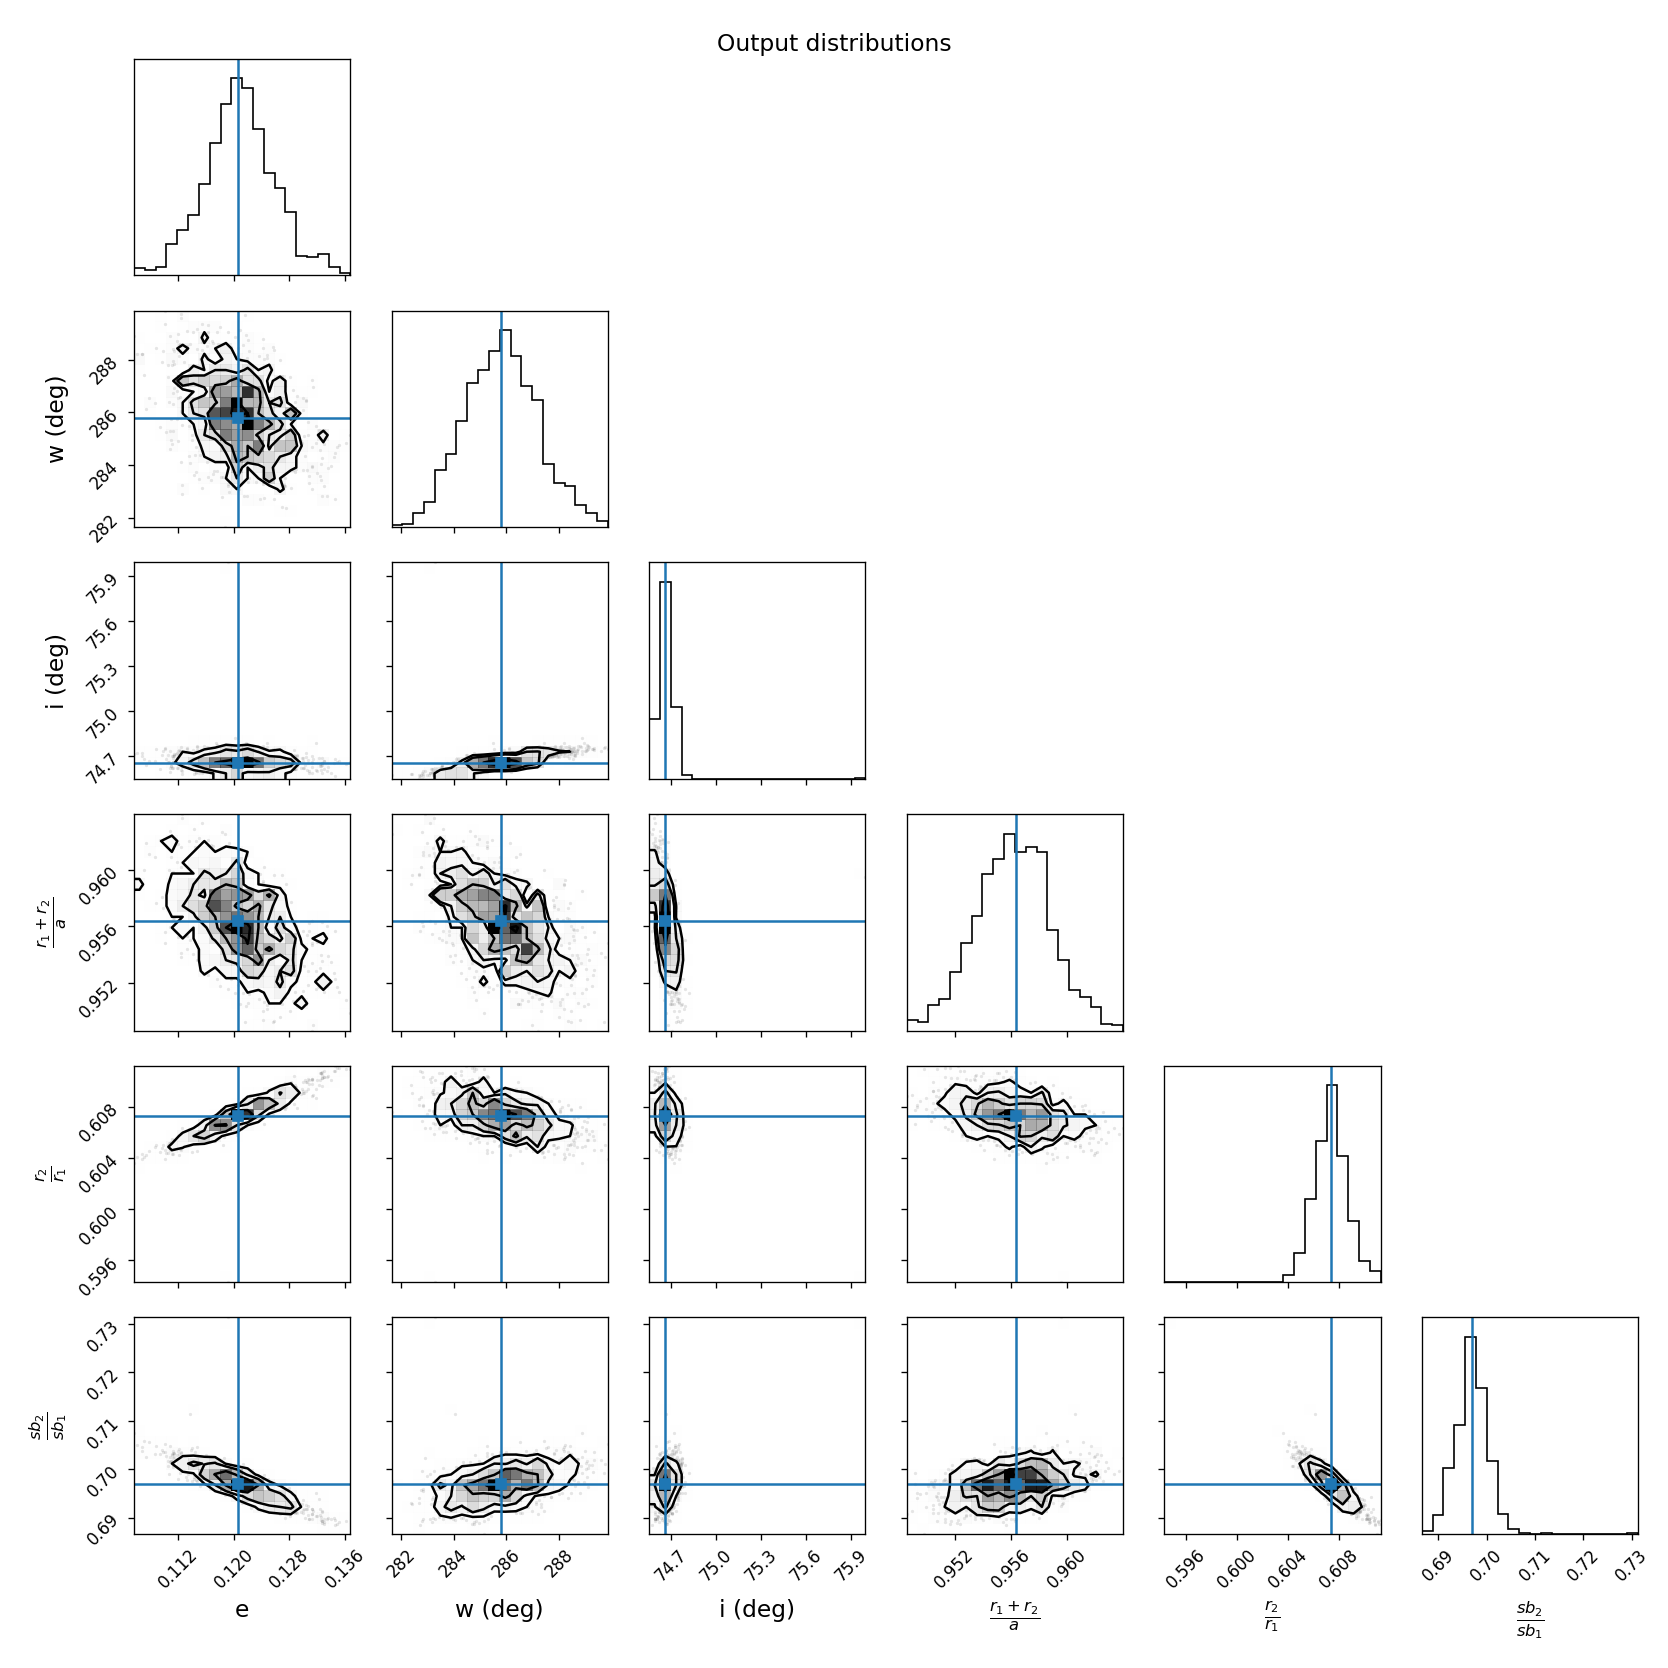 Output distributions
w (deg)
288
286
284
282
i (deg)
75.9
75.6
75.3
75.0
74.7
r₁ + r₂
a
0.960
0.956
0.952
r₂
r₁
0.608
0.604
0.600
0.596
sb₂
sb₁
0.73
0.72
0.71
0.70
0.69
0.112 0.120 0.128 0.136 282 284 286 288 74.7 75.0 75.3 75.6 75.9 0.952 0.956 0.960 0.596 0.600 0.604 0.608 0.69 0.70 0.71 0.72 0.73
e w (deg) i (deg) r₁ + r₂ r₂ sb₂
a r₁ sb₁